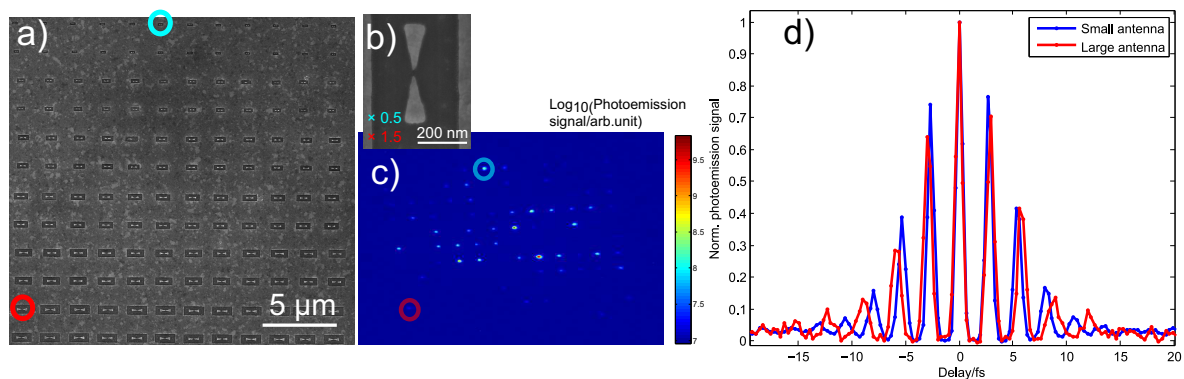 a)
5 µm
b)
× 0.5
× 1.5
200 nm
Log10(Photoemission
signal/arb.unit)
c)
9.5
9
8.5
8
7.5
7
d)
Small antenna
Large antenna
Norm. photoemission signal
1
0.9
0.8
0.7
0.6
0.5
0.4
0.3
0.2
0.1
0
−15
−10
−5
0
5
10
15
20
Delay/fs